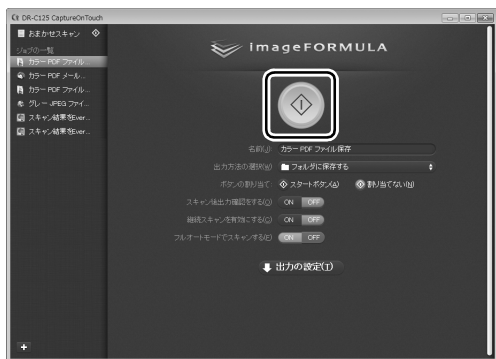 DR-C125 CaptureOnTouch
おまかせスキャン
ジョブの一覧
カラー PDF ファイル...
カラー PDF メール...
カラー PDF ファイル...
グレー JPEG ファイ...
スキャン結果をEver...
スキャン結果をEver...
imageFORMULA
名前(J): カラー PDF ファイル保存
出力方法の選択(W) フォルダに保存する
ボタンの割り当て: スタートボタン(A) 割り当てない(N)
スキャン後出力確認をする(O) ON OFF
継続スキャンを有効にする(C) ON OFF
フルオートモードでスキャンする(F) ON OFF
出力の設定(T)